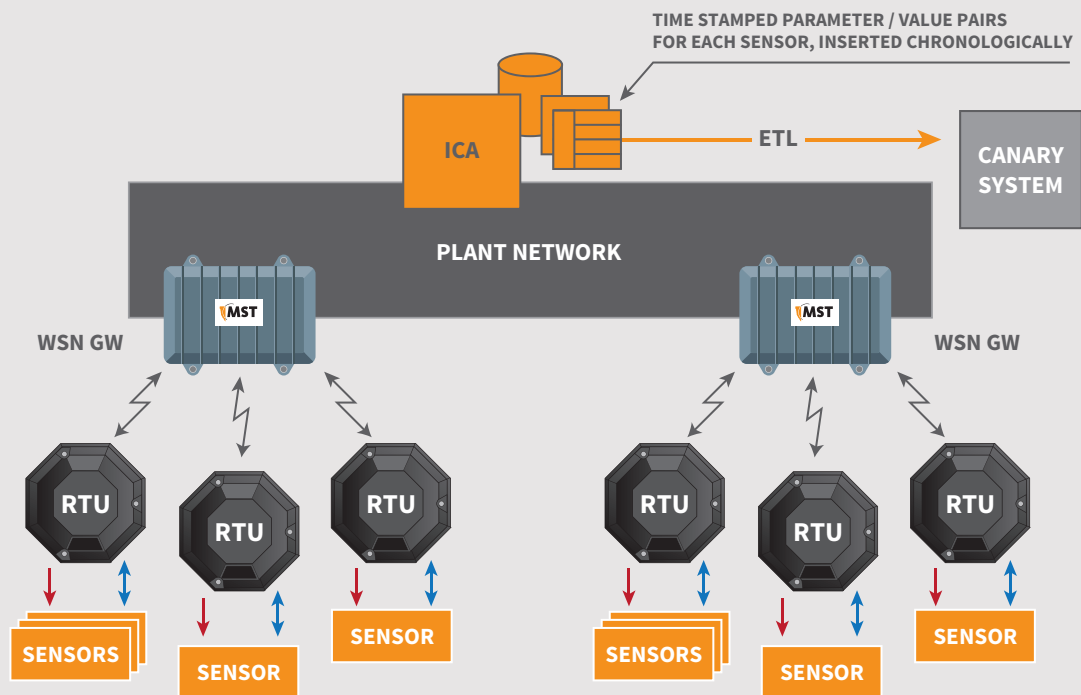 TIME STAMPED PARAMETER / VALUE PAIRS
FOR EACH SENSOR, INSERTED CHRONOLOGICALLY
ICA
ETL
CANARY
SYSTEM
PLANT NETWORK
MST
MST
WSN GW
WSN GW
RTU
RTU
RTU
RTU
RTU
RTU
SENSORS
SENSOR
SENSOR
SENSORS
SENSOR
SENSOR